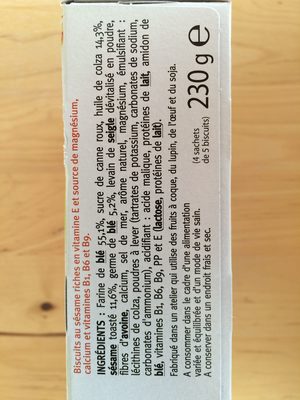 Biscuits au sésame riches en vitamine E et source de magnésium,
calcium et vitamines B1, B6 et B9.
INGRÉDIENTS : Farine de blé 55,1%, sucre de canne roux, huile de colza 14,3%,
sésame toasté 11,6%, germe de blé 5,2%, levain de seigle dévitalisé en poudre,
fibres d'avoine, calcium, sel de mer, arôme naturel, magnésium, émulsifiant :
lécithines de colza, poudres à lever (tartrates de potassium, carbonates de sodium,
carbonates d'ammonium), acidifiant : acide malique, protéines de lait, amidon de
blé, vitamines B1, B6, B9, PP et E (lactose, protéines de lait).
Fabriqué dans un atelier qui utilise des fruits à coque, du lupin, de l'œuf et du soja.
A consommer dans le cadre d'une alimentation
variée et équilibrée et d'un mode de vie sain.
A conserver dans un endroit frais et sec.
(4 sachets
de 5 biscuits)
230 g e